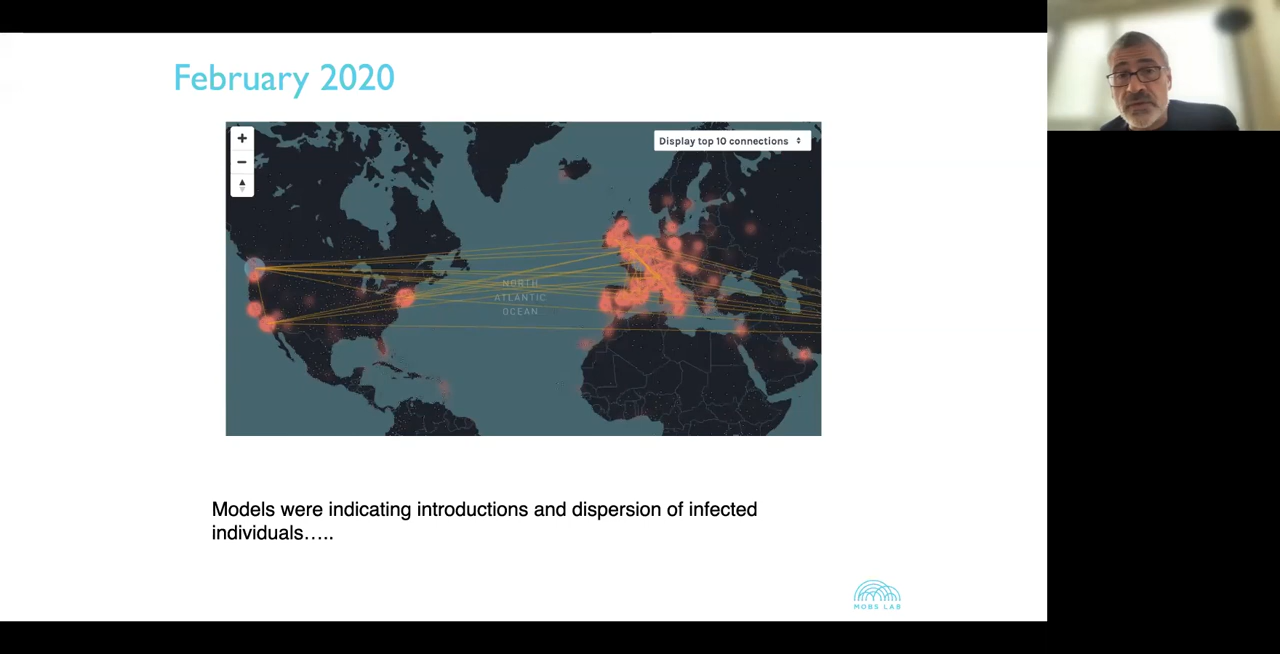 February 2020
+
Display top 10 connections
−
NORTH
ATLANTIC
OCEAN
Models were indicating introductions and dispersion of infected
individuals…..
MOBS LAB